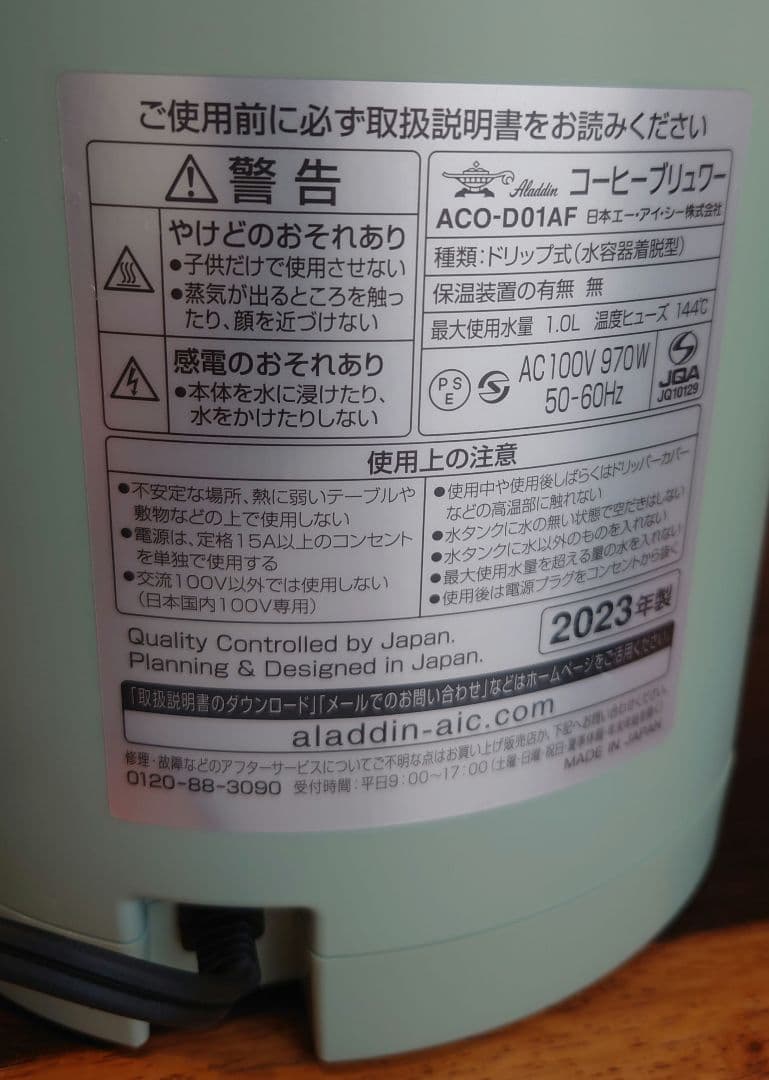 ご使用前に必ず取扱説明書をお読みください
警告
やけどのおそれあり
●子供だけで使用させない
●蒸気が出るところを触っ
たり、顔を近づけない
感電のおそれあり
●本体を水に浸けたり、
水をかけたりしない
Aladdin コーヒーブリュワー
ACO-D01AF 日本エー・アイ・シー株式会社
種類:ドリップ式(水容器着脱型)
保温装置の有無 無
最大使用水量 1.0L 温度ヒューズ 144℃
PSE
AC100V 970W
50-60Hz
JQA
JQ10129
使用上の注意
●不安定な場所、熱に弱いテーブルや
敷物などの上で使用しない
●電源は、定格15A以上のコンセント
を単独で使用する
●交流100V以外では使用しない
(日本国内100V専用)
●使用中や使用後しばらくはドリッパーカバー
などの高温部に触れない
●水タンクに水の無い状態で空だきはしない
●水タンクに水以外のものを入れない
●最大使用水量を超える量の水を入れない
●使用後は電源プラグをコンセントから抜く
Quality Controlled by Japan.
Planning & Designed in Japan.
2023年製
「取扱説明書のダウンロード」「メールでのお問い合わせ」などはホームページをご活用ください。
aladdin-aic.com
修理・故障などのアフターサービスについてご不明な点はお買い上げ販売店か、下記へお問い合わせください。
0120-88-3090 受付時間:平日9:00〜17:00(土曜・日曜・祝日・夏季休暇・年末年始を除く)
MADE IN JAPAN